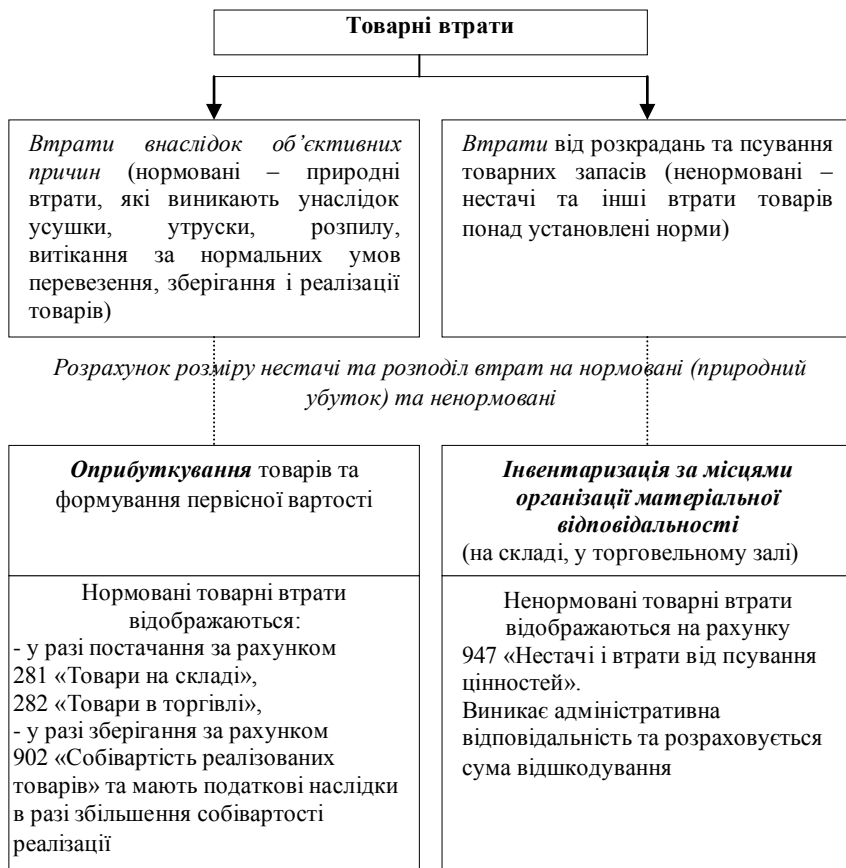 Товарні втрати
Втрати внаслідок об’єктивних
причин (нормовані – природні
втрати, які виникають унаслідок
усушки, утруски, розпилу,
витікання за нормальних умов
перевезення, зберігання і реалізації
товарів)
Втрати від розкрадань та псування
товарних запасів (ненормовані –
нестачі та інші втрати товарів
понад установлені норми)
Розрахунок розміру нестачі та розподіл втрат на нормовані (природний
убуток) та ненормовані
Оприбуткування товарів та
формування первісної вартості
Інвентаризація за місцями
організації матеріальної
відповідальності
(на складі, у торговельному залі)
Нормовані товарні втрати
відображаються:
- у разі постачання за рахунком
281 «Товари на складі»,
282 «Товари в торгівлі»,
- у разі зберігання за рахунком
902 «Собівартість реалізованих
товарів» та мають податкові наслідки
в разі збільшення собівартості
реалізації
Ненормовані товарні втрати
відображаються на рахунку
947 «Нестачі і втрати від псування
цінностей».
Виникає адміністративна
відповідальність та розраховується
сума відшкодування